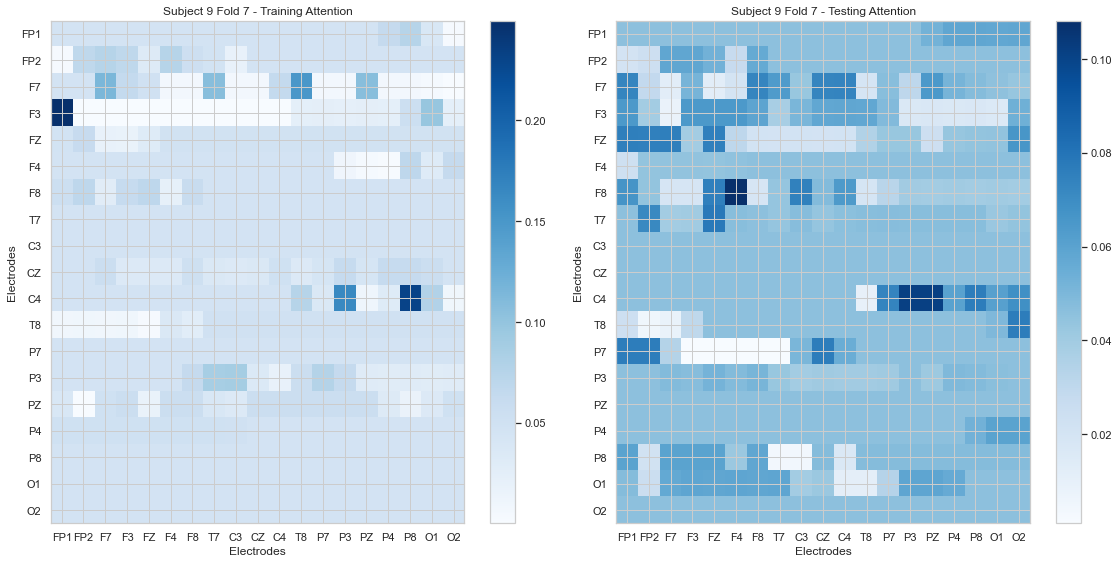 Subject 9 Fold 7 - Training Attention
FP1
FP2
F7
F3
FZ
F4
F8
T7
C3
CZ
C4
T8
P7
P3
PZ
P4
P8
O1
O2
Electrodes
FP1 FP2 F7 F3 FZ F4 F8 T7 C3 CZ C4 T8 P7 P3 PZ P4 P8 O1 O2
Electrodes
0.20
0.15
0.10
0.05
Subject 9 Fold 7 - Testing Attention
FP1
FP2
F7
F3
FZ
F4
F8
T7
C3
CZ
C4
T8
P7
P3
PZ
P4
P8
O1
O2
Electrodes
FP1 FP2 F7 F3 FZ F4 F8 T7 C3 CZ C4 T8 P7 P3 PZ P4 P8 O1 O2
Electrodes
0.10
0.08
0.06
0.04
0.02